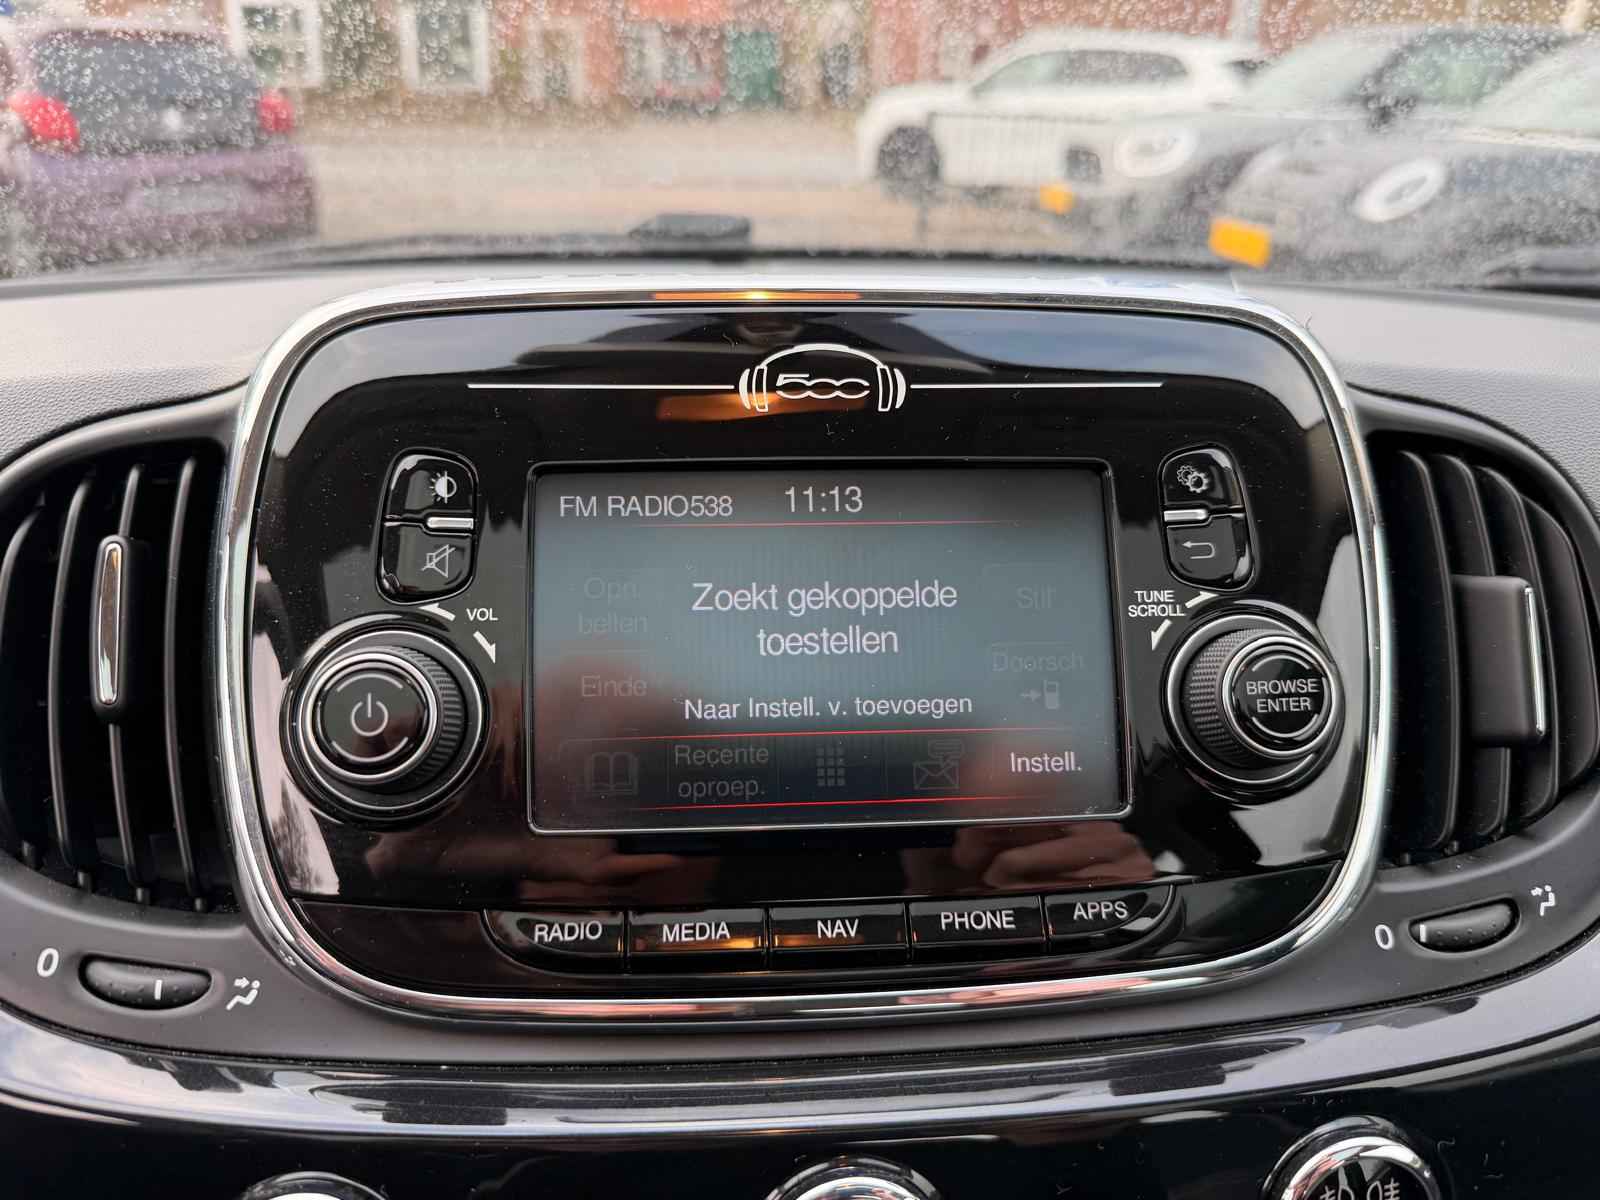 500
FM RADIO538 11:13
VOL
TUNE
SCROLL
Opn.
bellen
Zoekt gekoppelde
toestellen
Stil
Einde
Naar Instell. v. toevoegen
Doorsch
Recente
oproep.
Instell.
BROWSE
ENTER
RADIO
MEDIA
NAV
PHONE
APPS
0
0